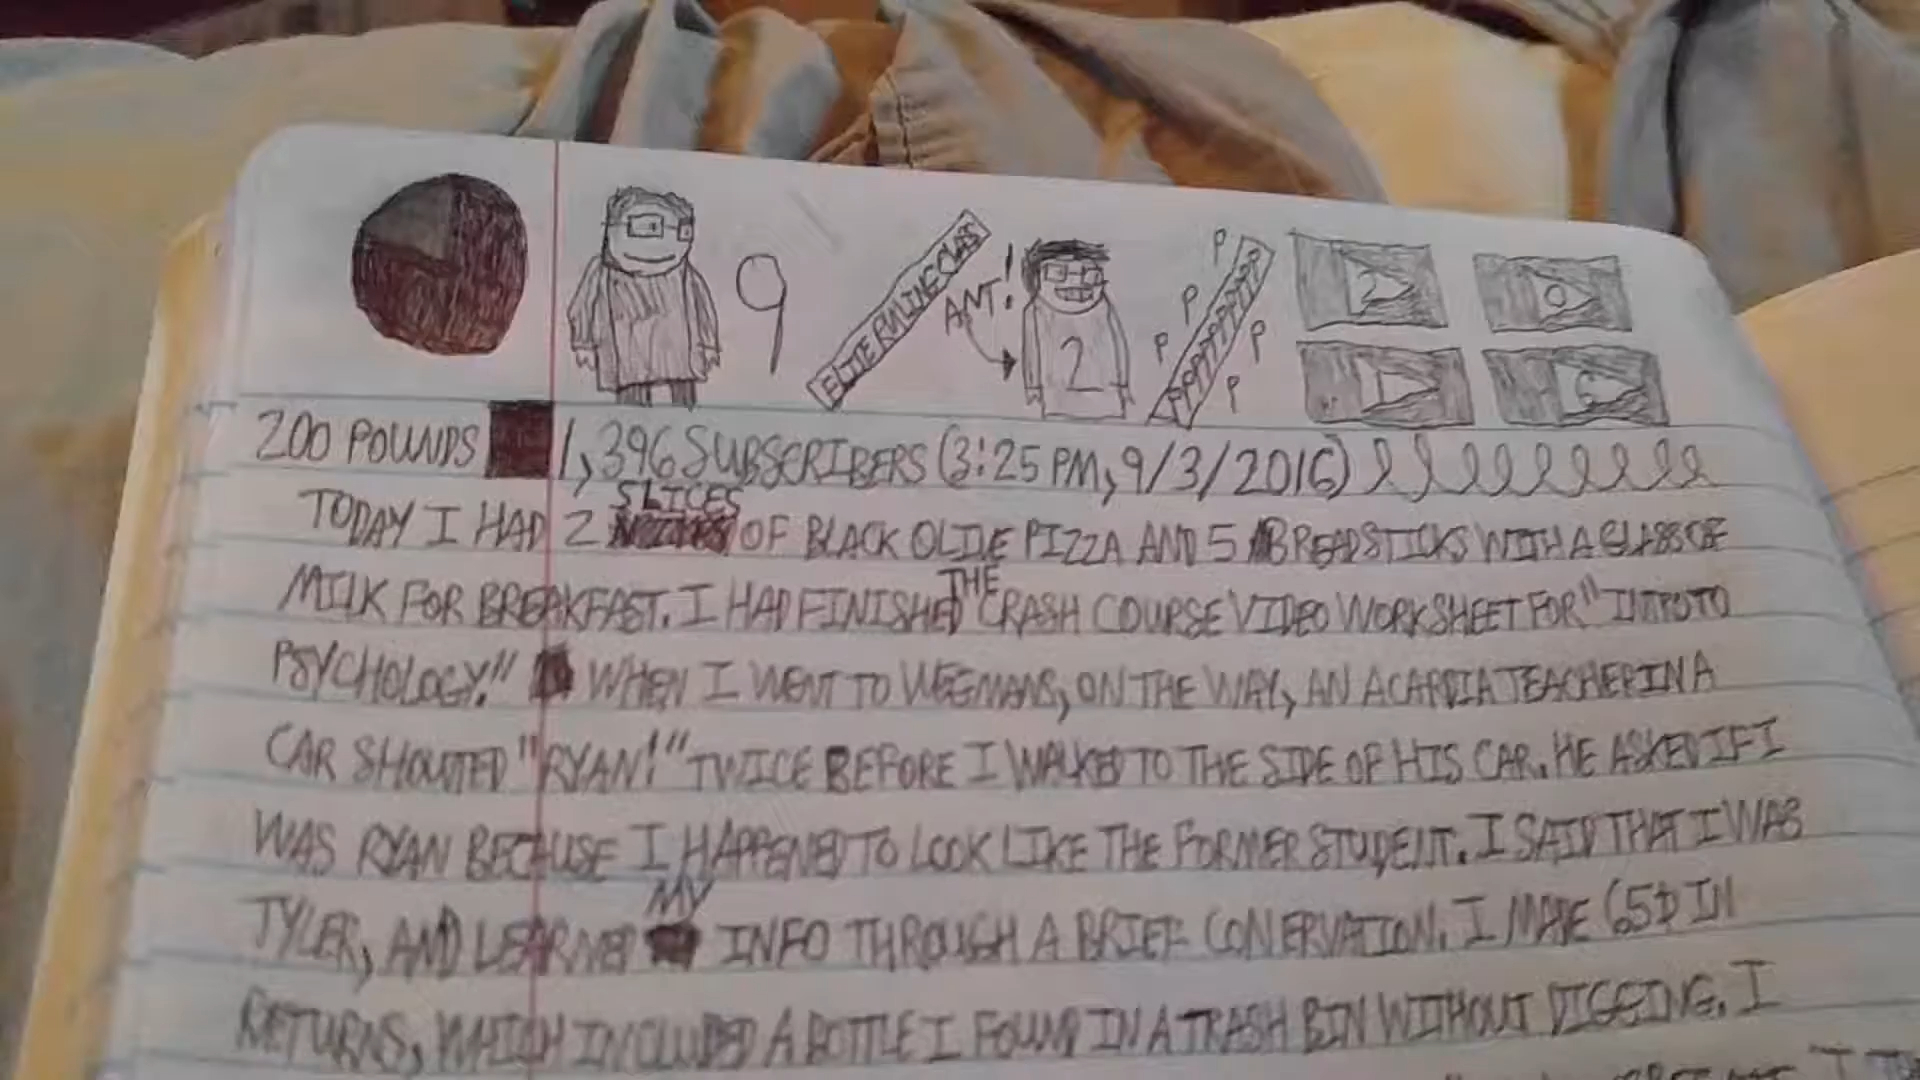 9
ELITE RULING CLASS
ANT!
2
P
P
P
P
P
PPPPPPPPPP
200 POUNDS 1,396 SUBSCRIBERS (3:25 PM, 9/3/2016)
SLICES
TODAY I HAD 2 OF BLACK OLIVE PIZZA AND 5 BREADSTICKS WITH A GLASS OF
THE
MILK FOR BREAKFAST. I HAD FINISHED CRASH COURSE VIDEO WORKSHEET FOR "INTRO TO
PSYCHOLOGY." WHEN I WENT TO WEGMANS, ON THE WAY, AN ACARDIA TEACHER IN A
CAR SHOUTED "RYAN!" TWICE BEFORE I WALKED TO THE SIDE OF HIS CAR. HE ASKED IF I
WAS RYAN BECAUSE I HAPPENED TO LOOK LIKE THE FORMER STUDENT. I SAID THAT I WAS
MY
TYLER, AND LEARNED INFO THROUGH A BRIEF CONERVATION. I MADE 65¢ IN
RETURNS, WHICH INCLUDED A BOTTLE I FOUND IN A TRASH BIN WITHOUT DIGGING. I